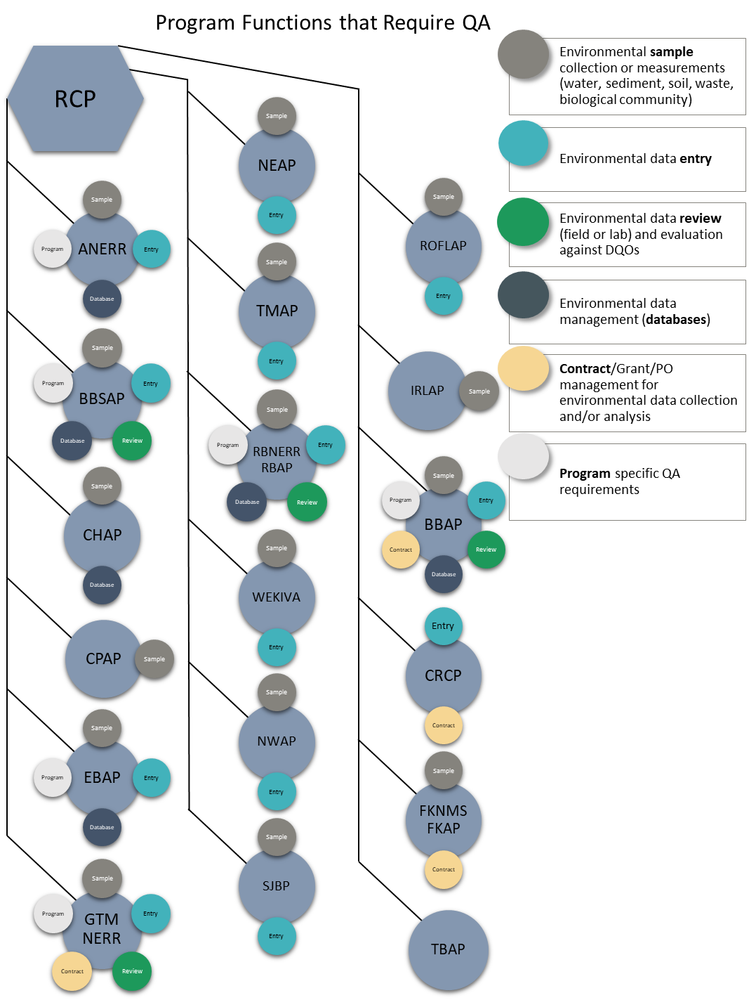 Program Functions that Require QA
RCP
Sample
ANERR
Program
Entry
Database
Sample
BBSAP
Program
Entry
Database
Review
Sample
CHAP
Database
CPAP
Sample
Sample
EBAP
Program
Entry
Database
Sample
Program
Entry
GTM
NERR
Contract
Review
Sample
NEAP
Entry
Sample
TMAP
Entry
Sample
Program
Entry
RBNERR
RBAP
Database
Review
Sample
WEKIVA
Entry
Sample
NWAP
Entry
Sample
SJBP
Entry
Sample
ROFLAP
Entry
IRLAP
Sample
Sample
Program
Entry
BBAP
Contract
Review
Database
Entry
CRCP
Contract
Sample
FKNMS
FKAP
Contract
TBAP
Environmental sample
collection or measurements
(water, sediment, soil, waste,
biological community)
Environmental data entry
Environmental data review
(field or lab) and evaluation
against DQOs
Environmental data
management (databases)
Contract/Grant/PO
management for
environmental data collection
and/or analysis
Program specific QA
requirements